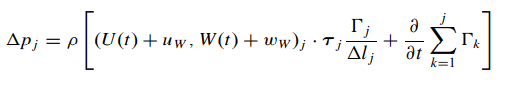 Δp_j = ρ [ (U(t) + u_W, W(t) + w_W)_j · τ_j Γ_j / Δl_j + ∂/∂t ∑_{k=1}^{j} Γ_k ]